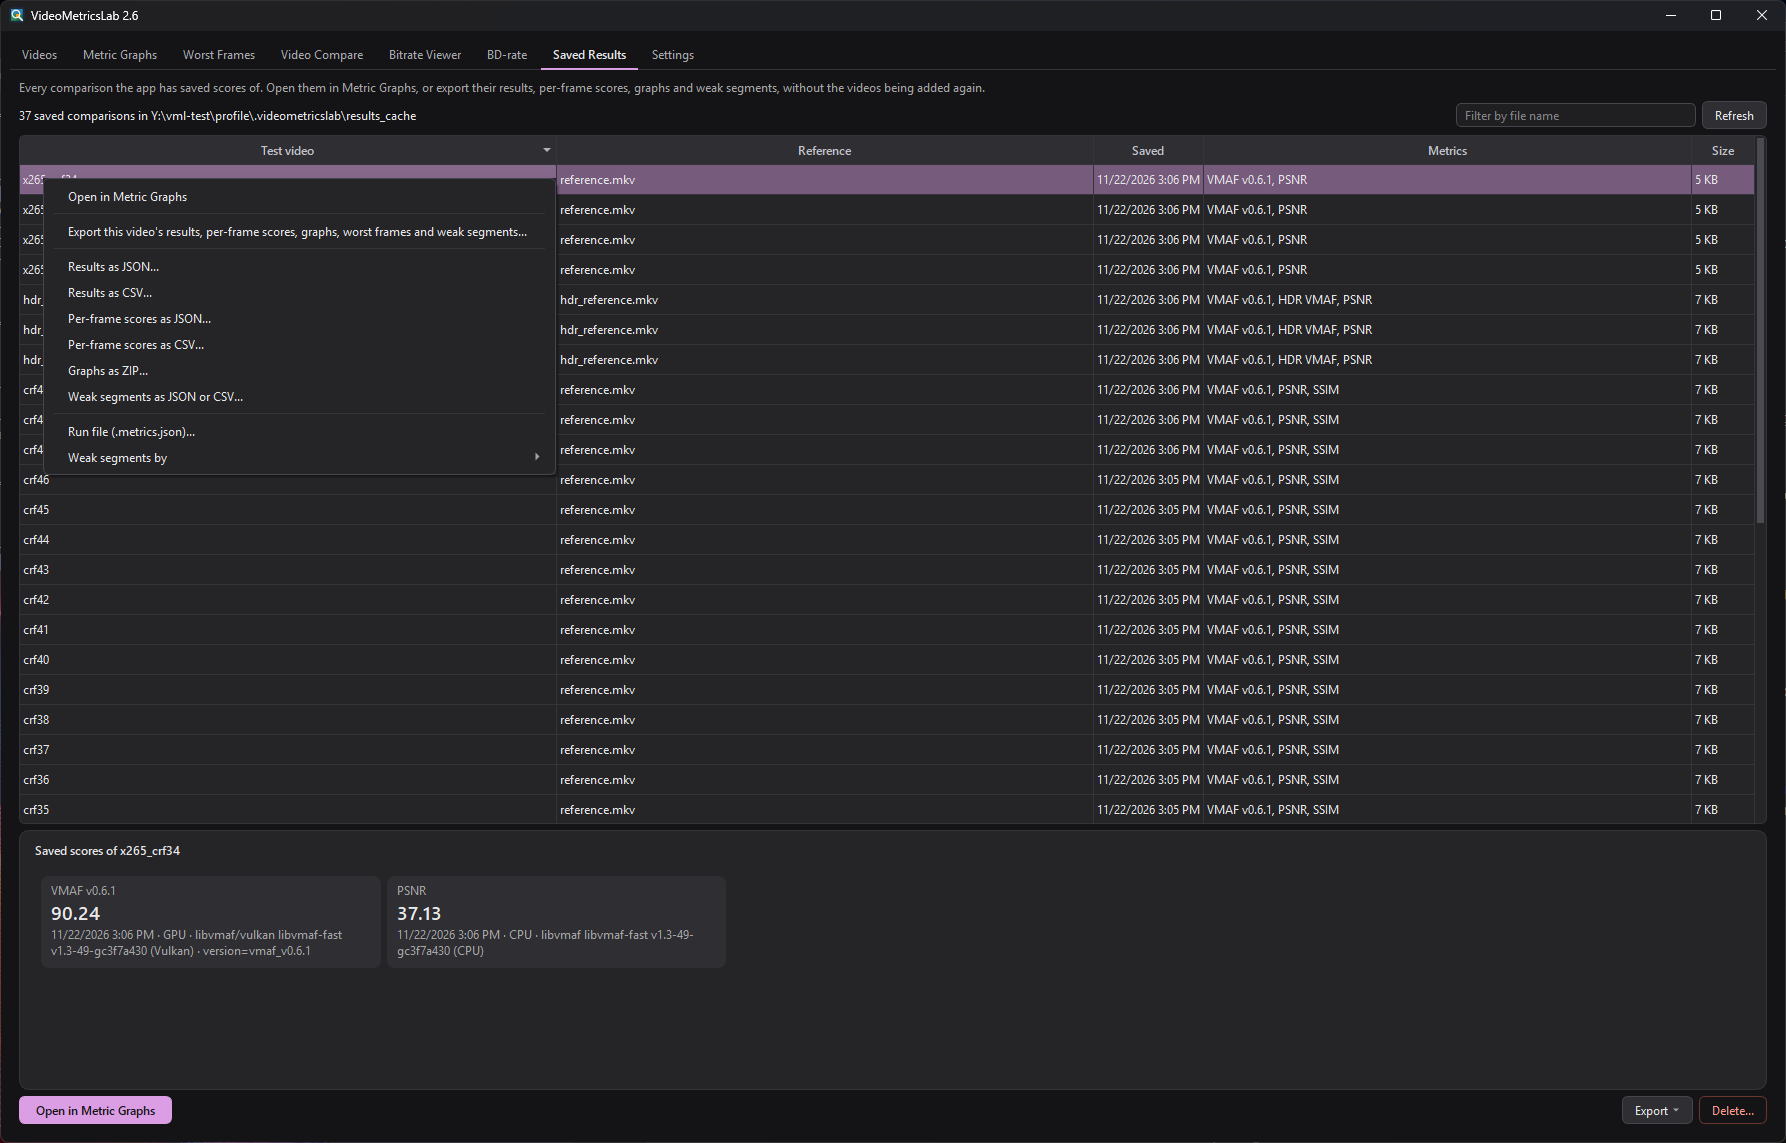 VideoMetricsLab 2.6
Videos Metric Graphs Worst Frames Video Compare Bitrate Viewer BD-rate Saved Results Settings
Every comparison the app has saved scores of. Open them in Metric Graphs, or export their results, per-frame scores, graphs and weak segments, without the videos being added again.
37 saved comparisons in Y:\vml-test\profile\.videometricslab\results_cache Filter by file name Refresh
Test video Reference Saved Metrics Size
reference.mkv 11/22/2026 3:06 PM VMAF v0.6.1, PSNR 5 KB
x265 reference.mkv 11/22/2026 3:06 PM VMAF v0.6.1, PSNR 5 KB
x265 reference.mkv 11/22/2026 3:06 PM VMAF v0.6.1, PSNR 5 KB
x265 reference.mkv 11/22/2026 3:06 PM VMAF v0.6.1, PSNR 5 KB
hdr_ hdr_reference.mkv 11/22/2026 3:06 PM VMAF v0.6.1, HDR VMAF, PSNR 7 KB
hdr_ hdr_reference.mkv 11/22/2026 3:06 PM VMAF v0.6.1, HDR VMAF, PSNR 7 KB
hdr_ hdr_reference.mkv 11/22/2026 3:06 PM VMAF v0.6.1, HDR VMAF, PSNR 7 KB
crf4 reference.mkv 11/22/2026 3:06 PM VMAF v0.6.1, PSNR, SSIM 7 KB
crf4 reference.mkv 11/22/2026 3:06 PM VMAF v0.6.1, PSNR, SSIM 7 KB
crf4 reference.mkv 11/22/2026 3:06 PM VMAF v0.6.1, PSNR, SSIM 7 KB
Open in Metric Graphs
Export this video's results, per-frame scores, graphs, worst frames and weak segments...
Results as JSON...
Results as CSV...
Per-frame scores as JSON...
Per-frame scores as CSV...
Graphs as ZIP...
Weak segments as JSON or CSV...
Run file (.metrics.json)...
Weak segments by
crf46 reference.mkv 11/22/2026 3:06 PM VMAF v0.6.1, PSNR, SSIM 7 KB
crf45 reference.mkv 11/22/2026 3:05 PM VMAF v0.6.1, PSNR, SSIM 7 KB
crf44 reference.mkv 11/22/2026 3:05 PM VMAF v0.6.1, PSNR, SSIM 7 KB
crf43 reference.mkv 11/22/2026 3:05 PM VMAF v0.6.1, PSNR, SSIM 7 KB
crf42 reference.mkv 11/22/2026 3:05 PM VMAF v0.6.1, PSNR, SSIM 7 KB
crf41 reference.mkv 11/22/2026 3:05 PM VMAF v0.6.1, PSNR, SSIM 7 KB
crf40 reference.mkv 11/22/2026 3:05 PM VMAF v0.6.1, PSNR, SSIM 7 KB
crf39 reference.mkv 11/22/2026 3:05 PM VMAF v0.6.1, PSNR, SSIM 7 KB
crf38 reference.mkv 11/22/2026 3:05 PM VMAF v0.6.1, PSNR, SSIM 7 KB
crf37 reference.mkv 11/22/2026 3:05 PM VMAF v0.6.1, PSNR, SSIM 7 KB
crf36 reference.mkv 11/22/2026 3:05 PM VMAF v0.6.1, PSNR, SSIM 7 KB
crf35 reference.mkv 11/22/2026 3:05 PM VMAF v0.6.1, PSNR, SSIM 7 KB
Saved scores of x265_crf34
VMAF v0.6.1
90.24
11/22/2026 3:06 PM · GPU · libvmaf/vulkan libvmaf-fast
v1.3-49-gc3f7a430 (Vulkan) · version=vmaf_v0.6.1
PSNR
37.13
11/22/2026 3:06 PM · CPU · libvmaf libvmaf-fast v1.3-49-
gc3f7a430 (CPU)
Open in Metric Graphs Export Delete...